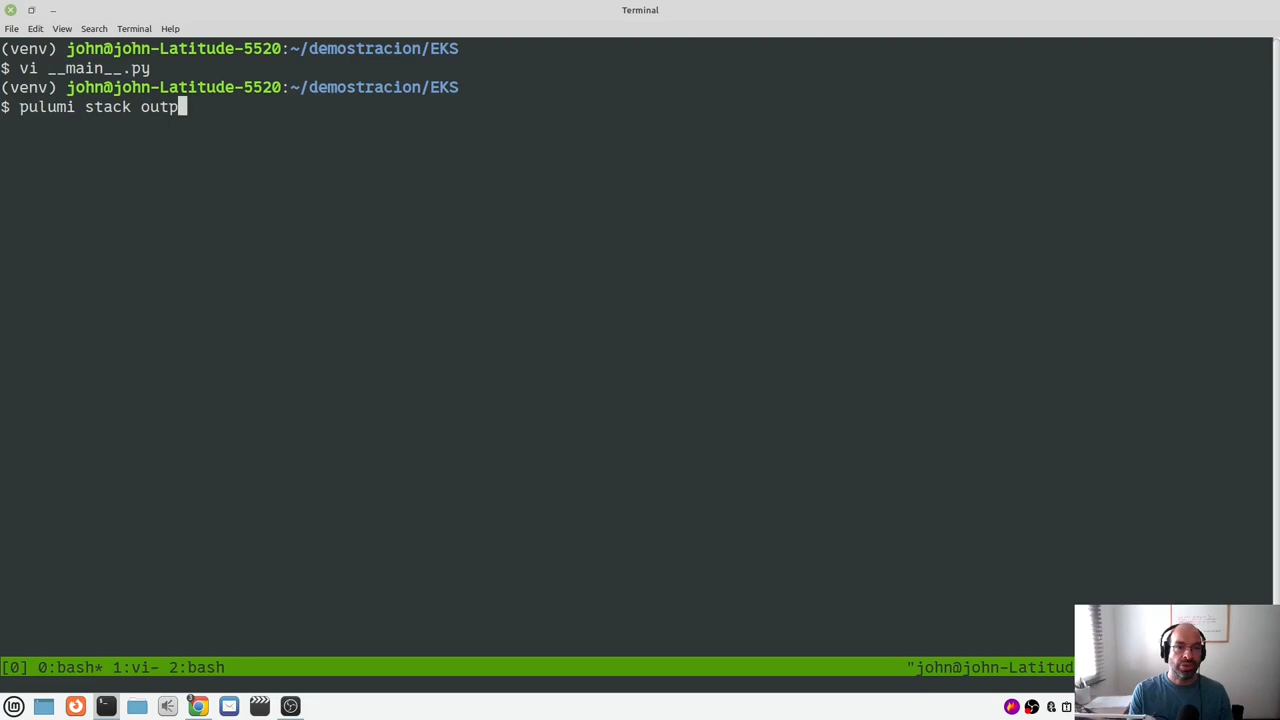 Terminal
File Edit View Search Terminal Help
(venv) john@john-Latitude-5520:~/demostracion/EKS
$ vi __main__.py
(venv) john@john-Latitude-5520:~/demostracion/EKS
$ pulumi stack outp
[0] 0:bash* 1:vi- 2:bash "john@john-Latitud
3